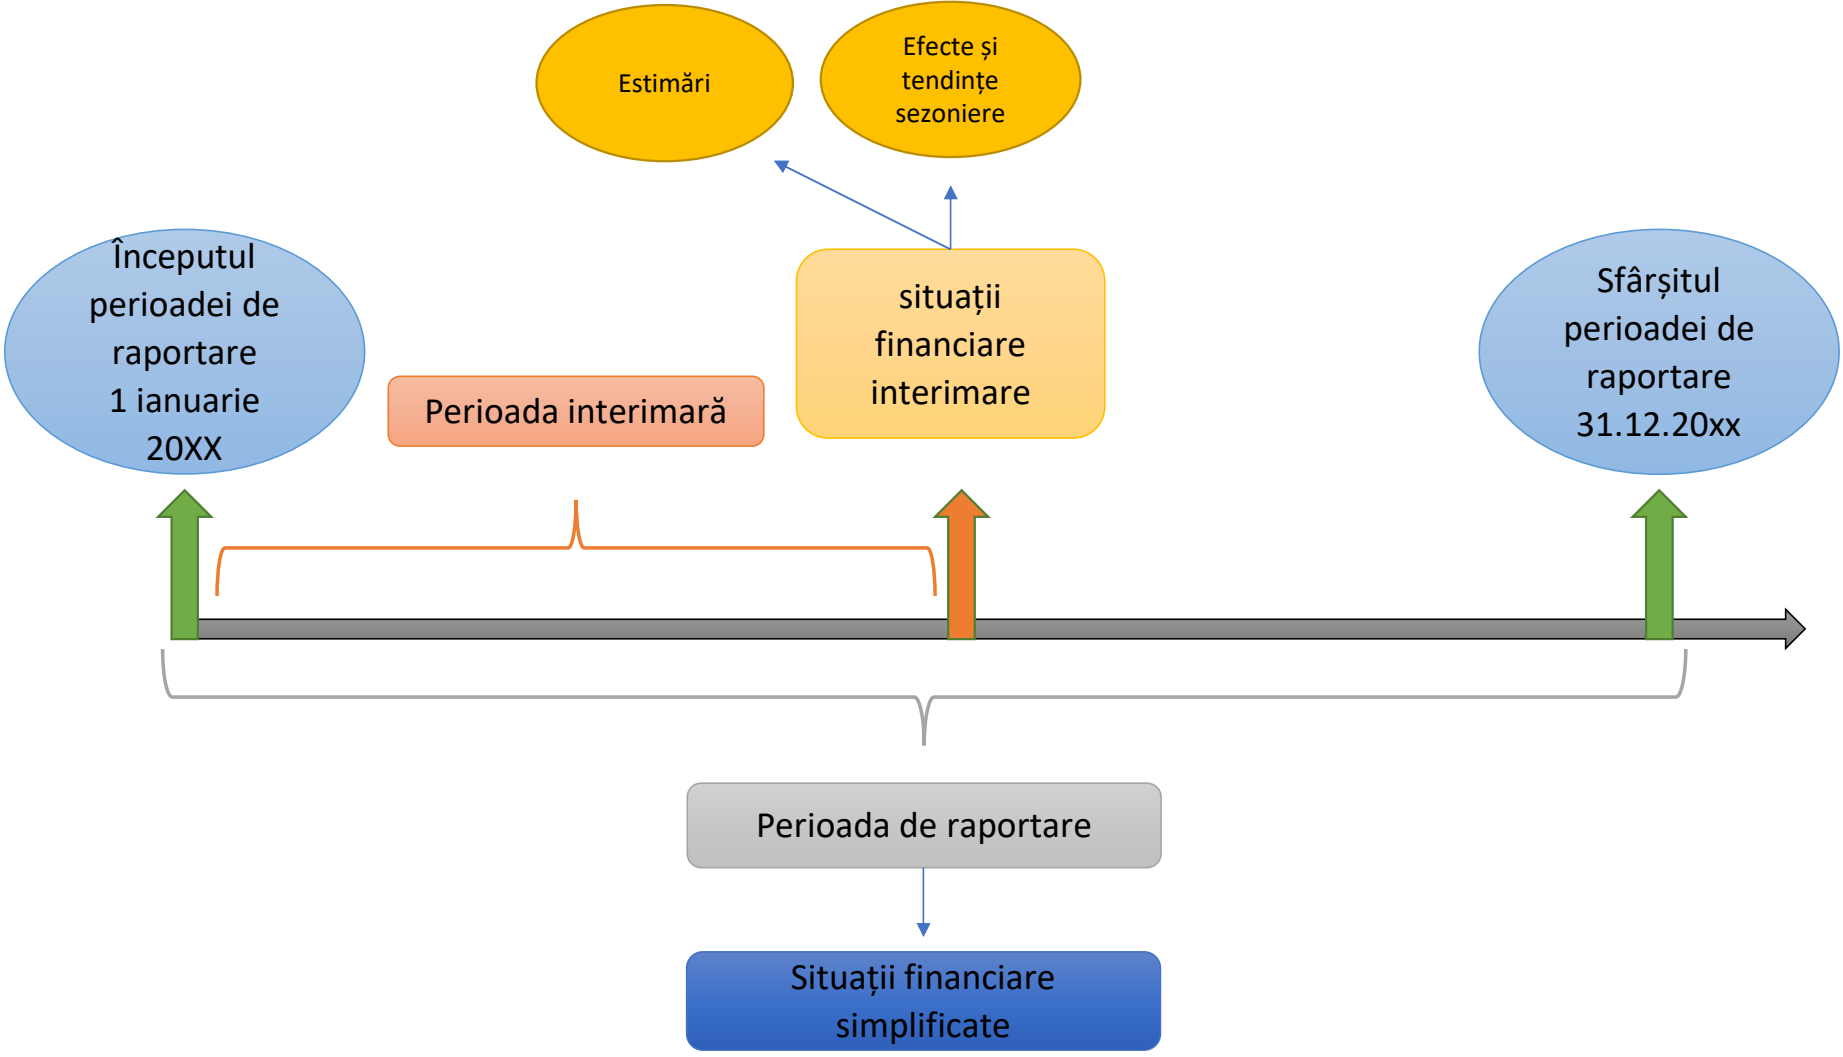 Estimări
Efecte și
tendințe
sezoniere
Începutul
perioadei de
raportare
1 ianuarie
20XX
Perioada interimară
situații
financiare
interimare
Sfârșitul
perioadei de
raportare
31.12.20xx
Perioada de raportare
Situații financiare
simplificate